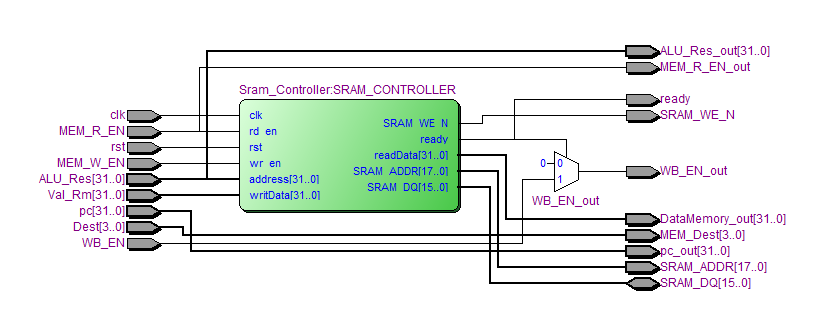 ALU_Res_out[31..0]
MEM_R_EN_out
Sram_Controller:SRAM_CONTROLLER
ready
SRAM_WE_N
clk
MEM_R_EN
rst
MEM_W_EN
ALU_Res[31..0]
Val_Rm[31..0]
pc[31..0]
Dest[3..0]
WB_EN
clk
rd_en
rst
wr_en
address[31..0]
writData[31..0]
SRAM_WE_N
ready
readData[31..0]
SRAM_ADDR[17..0]
SRAM_DQ[15..0]
0
0
1
WB_EN_out
WB_EN_out
DataMemory_out[31..0]
MEM_Dest[3..0]
pc_out[31..0]
SRAM_ADDR[17..0]
SRAM_DQ[15..0]